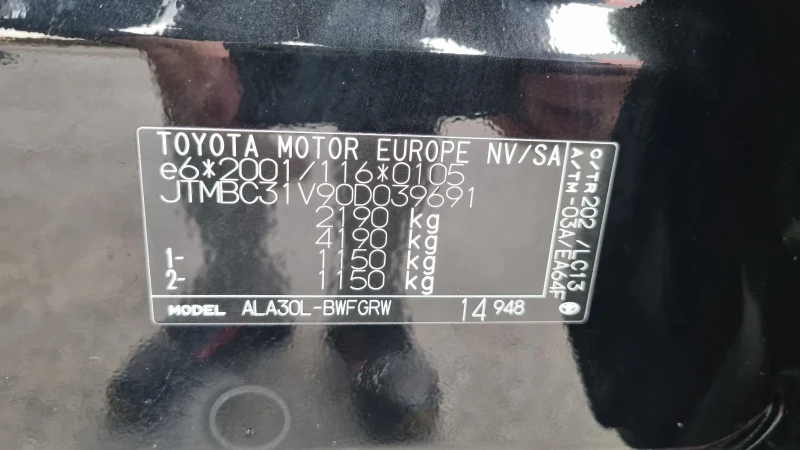 TOYOTA MOTOR EUROPE NV/SA
e6*2001/116*0105
JTMBC31V90D039691
2190 kg
4190 kg
1- 1150 kg
2- 1150 kg
MODEL ALA30L-BWFGRW 14 948
C/TR 202 /LC13
A/TM -03A/EA64F